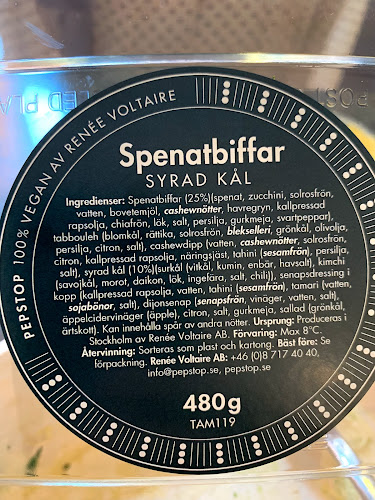 LED PLA
POST
PEPSTOP 100% VEGAN AV RENÉE VOLTAIRE
Spenatbiffar
SYRAD KÅL
Ingredienser: Spenatbiffar (25%)(spenat, zucchini, solrosfrön,
vatten, bovetemjöl, cashewnötter, havregryn, kallpressad
rapsolja, chiafrön, lök, salt, persilja, gurkmeja, svartpeppar),
tabbouleh (blomkål, rättika, solrosfrön, blekselleri, grönkål, olivolja,
persilja, citron, salt), cashewdipp (vatten, cashewnötter, solrosfrön,
citron, kallpressad rapsolja, näringsjäst, tahini (sesamfrön), persilja,
salt), syrad kål (10%)(surkål (vitkål, kumin, enbär, havsalt), kimchi
(savojkål, morot, daikon, lök, ingefära, salt, chili)), senapsdressing i
kopp (kallpressad rapsolja, vatten, tahini (sesamfrön), tamari (vatten,
sojabönor, salt), dijonsenap (senapsfrön, vinäger, vatten, salt),
äppelcidervinäger (äpple), citron, salt, gurkmeja, sallad (grönkål,
ärtskott). Kan innehålla spår av andra nötter. Ursprung: Produceras i
Stockholm av Renée Voltaire AB. Förvaring: Max 8°C.
Återvinning: Sorteras som plast och kartong. Bäst före: Se
förpackning. Renée Voltaire AB: +46 (0)8 717 40 40,
info@pepstop.se, pepstop.se,
480g
TAM119